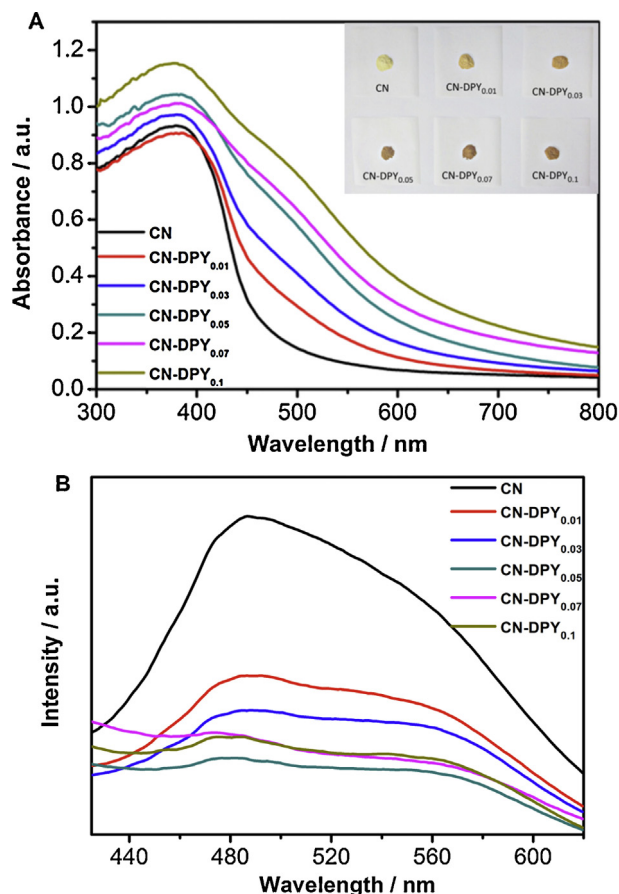 A
1.2
1.0
0.8
0.6
0.4
0.2
0.0
Absorbance / a.u.
CN
CN-DPY0.01
CN-DPY0.03
CN-DPY0.05
CN-DPY0.07
CN-DPY0.1
CN
CN-DPY0.01
CN-DPY0.03
CN-DPY0.05
CN-DPY0.07
CN-DPY0.1
300 400 500 600 700 800
Wavelength / nm
B
Intensity / a.u.
CN
CN-DPY0.01
CN-DPY0.03
CN-DPY0.05
CN-DPY0.07
CN-DPY0.1
440 480 520 560 600
Wavelength / nm